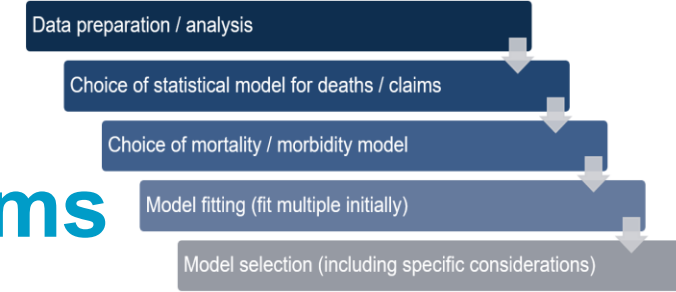 Data preparation / analysis
Choice of statistical model for deaths / claims
Choice of mortality / morbidity model
ms
Model fitting (fit multiple initially)
Model selection (including specific considerations)